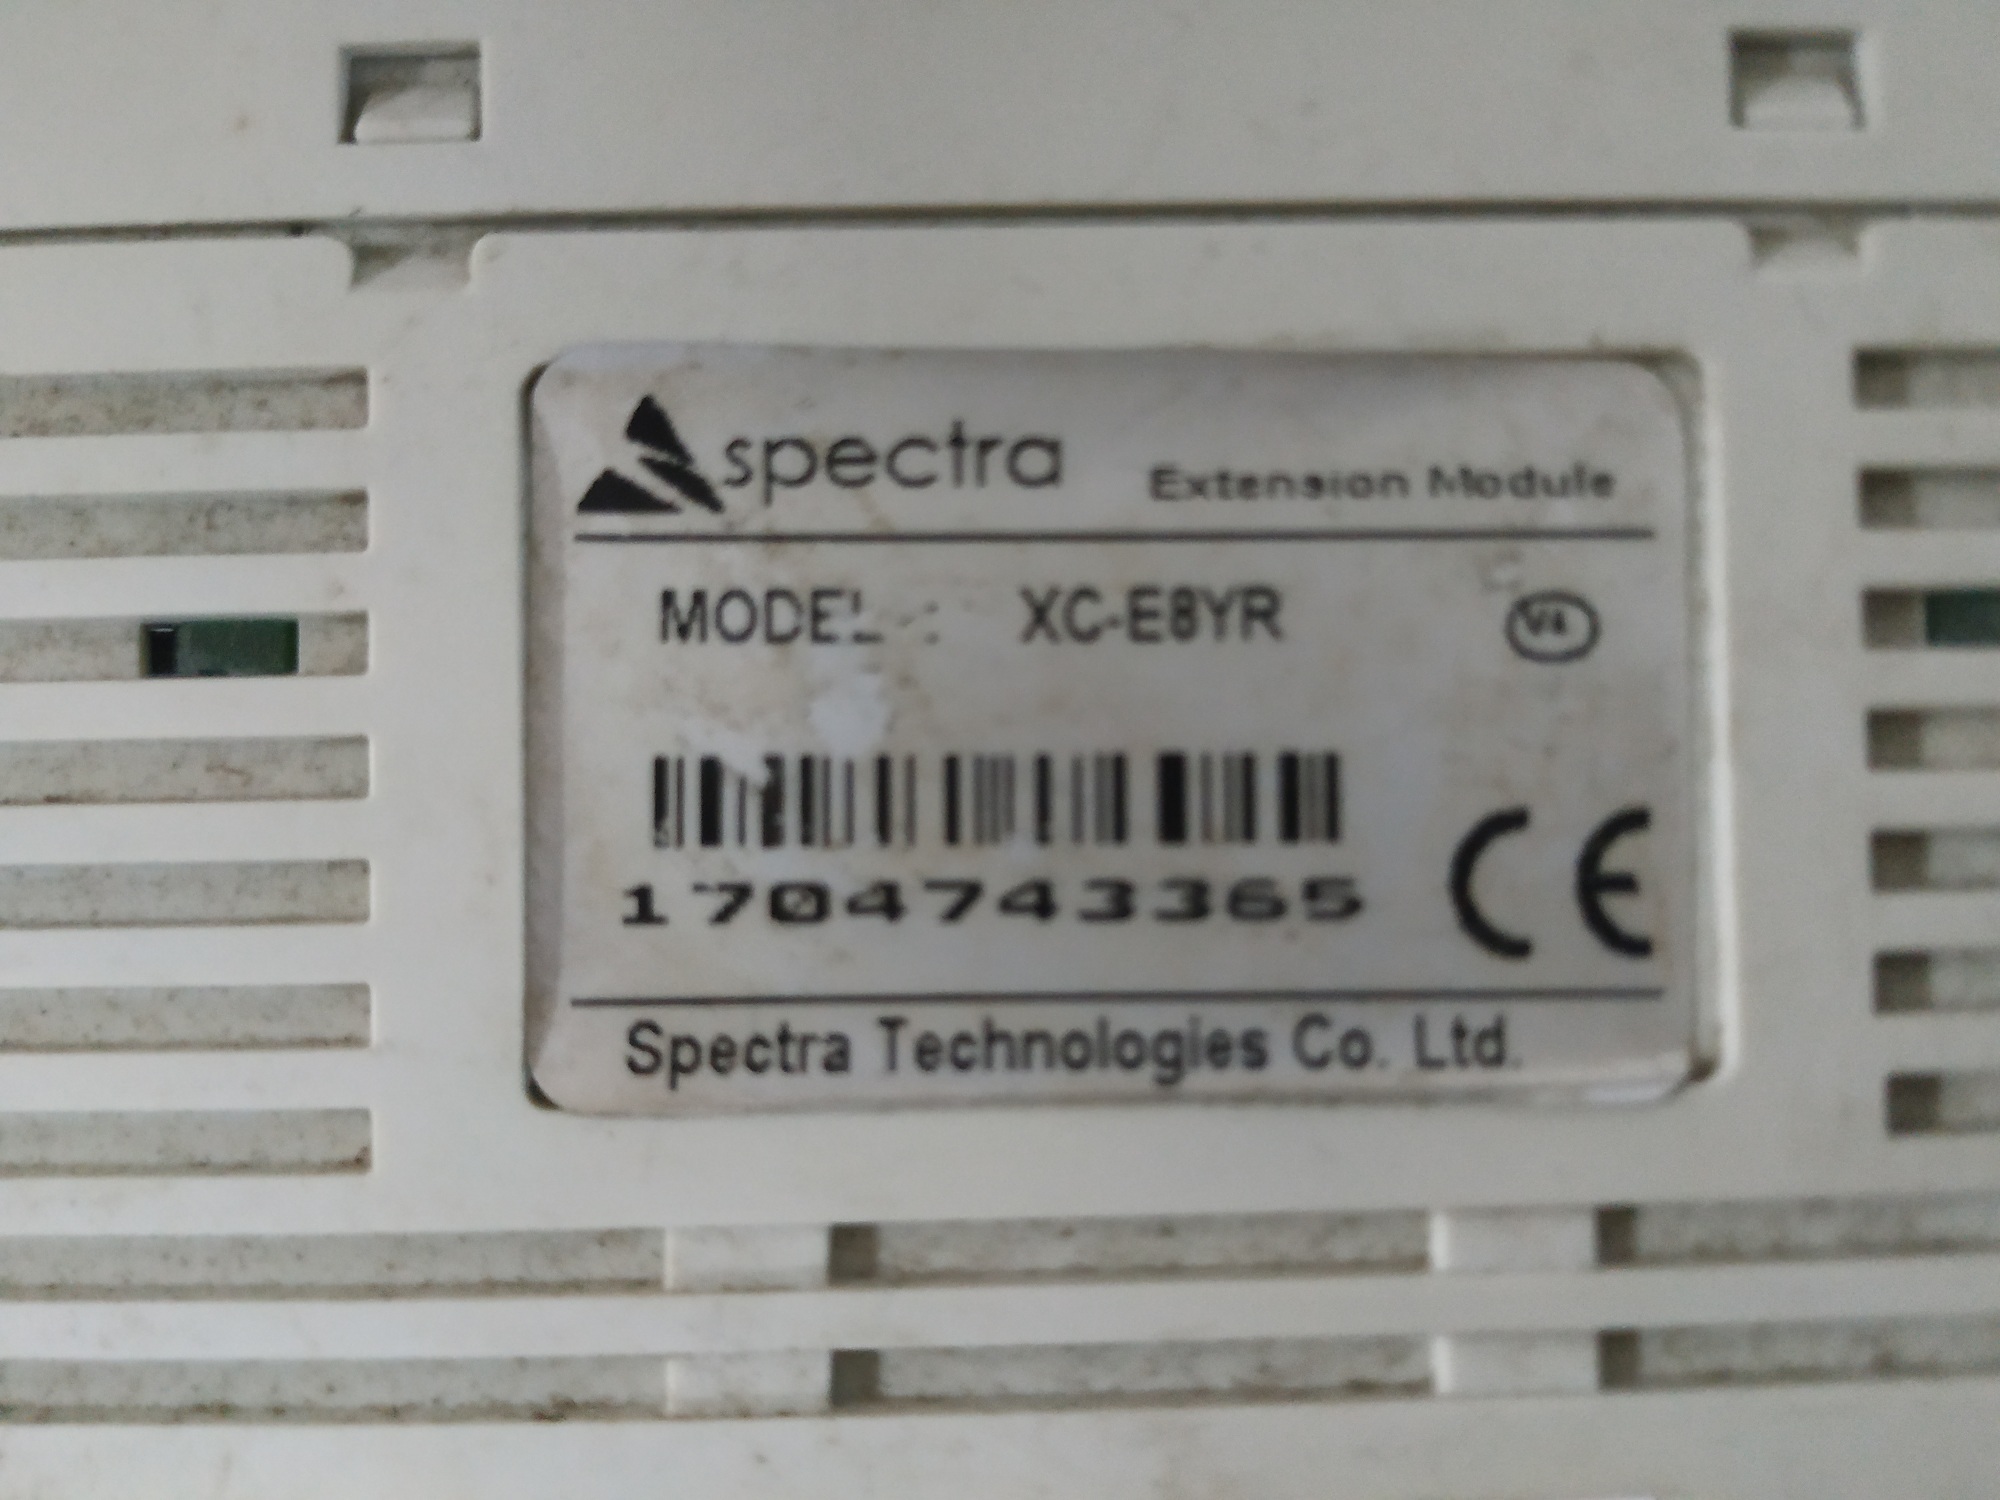 spectra Extension Module
MODEL : XC-E8YR V4
1704743365
CE
Spectra Technologies Co. Ltd.